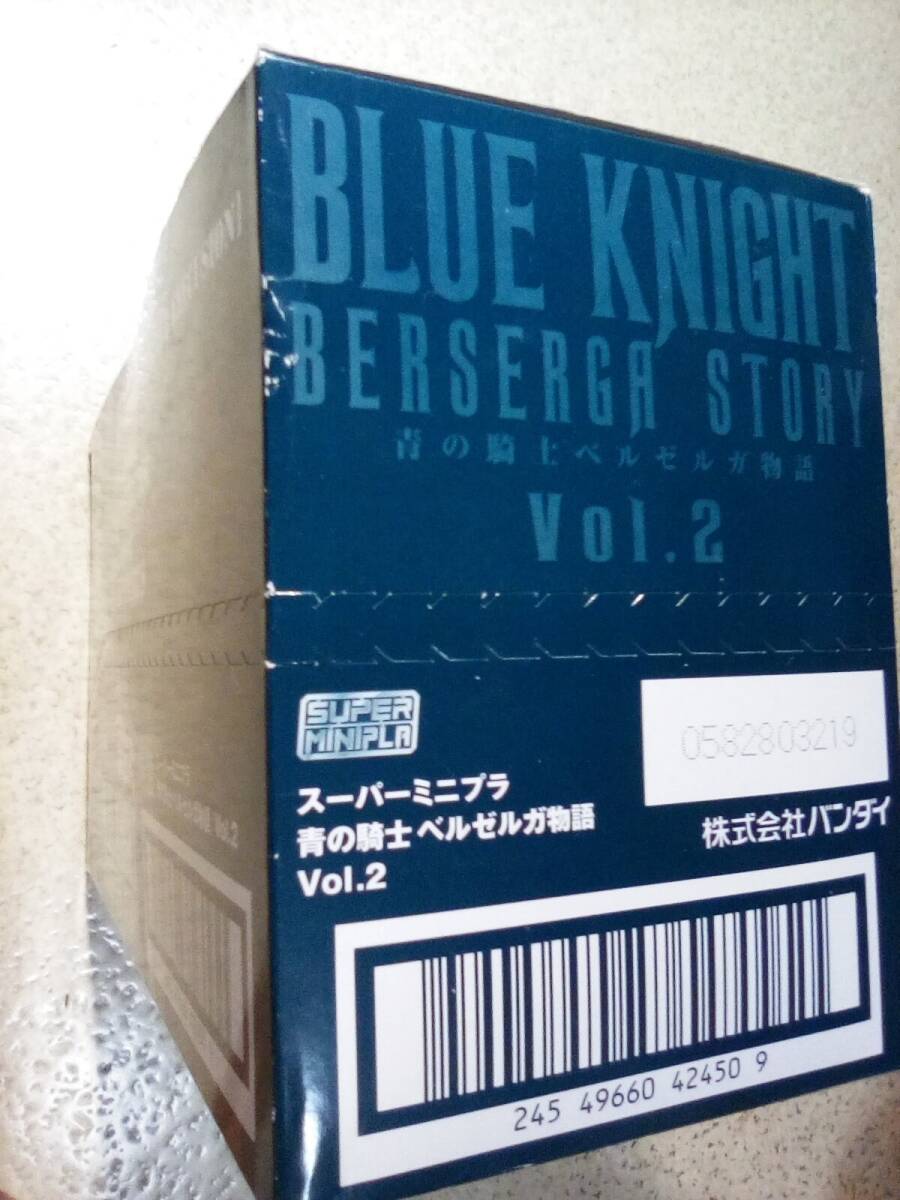 BLUE KNIGHT
BERSERGA STORY
青の騎士ベルゼルガ物語
Vol.2
SUPER
MINIPLA
0582803219
スーパーミニプラ
青の騎士 ベルゼルガ物語
Vol.2
株式会社バンダイ
245 49660 42450 9